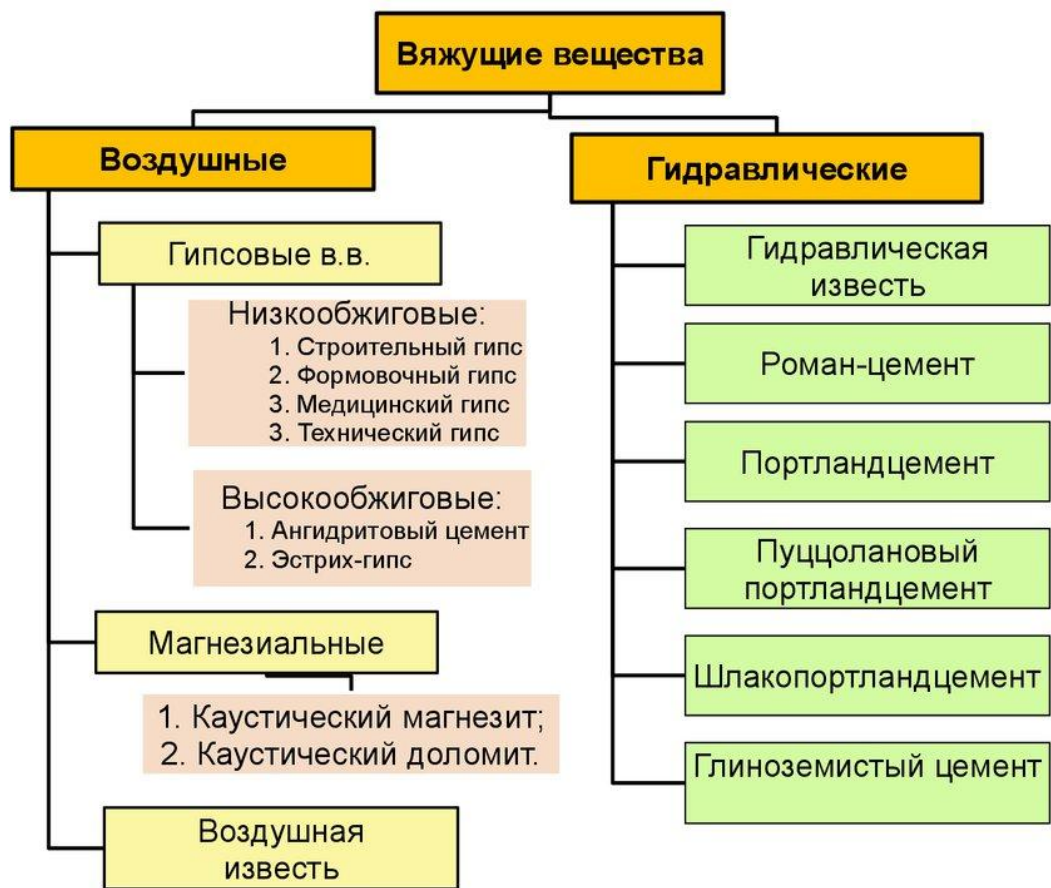 Вяжущие вещества
Воздушные
Гипсовые в.в.
Низкообжиговые:
1. Строительный гипс
2. Формовочный гипс
3. Медицинский гипс
3. Технический гипс
Высокообжиговые:
1. Ангидритовый цемент
2. Эстрих-гипс
Магнезиальные
1. Каустический магнезит;
2. Каустический доломит.
Воздушная
известь
Гидравлические
Гидравлическая
известь
Роман-цемент
Портландцемент
Пуццолановый
портландцемент
Шлакопортландцемент
Глиноземистый цемент